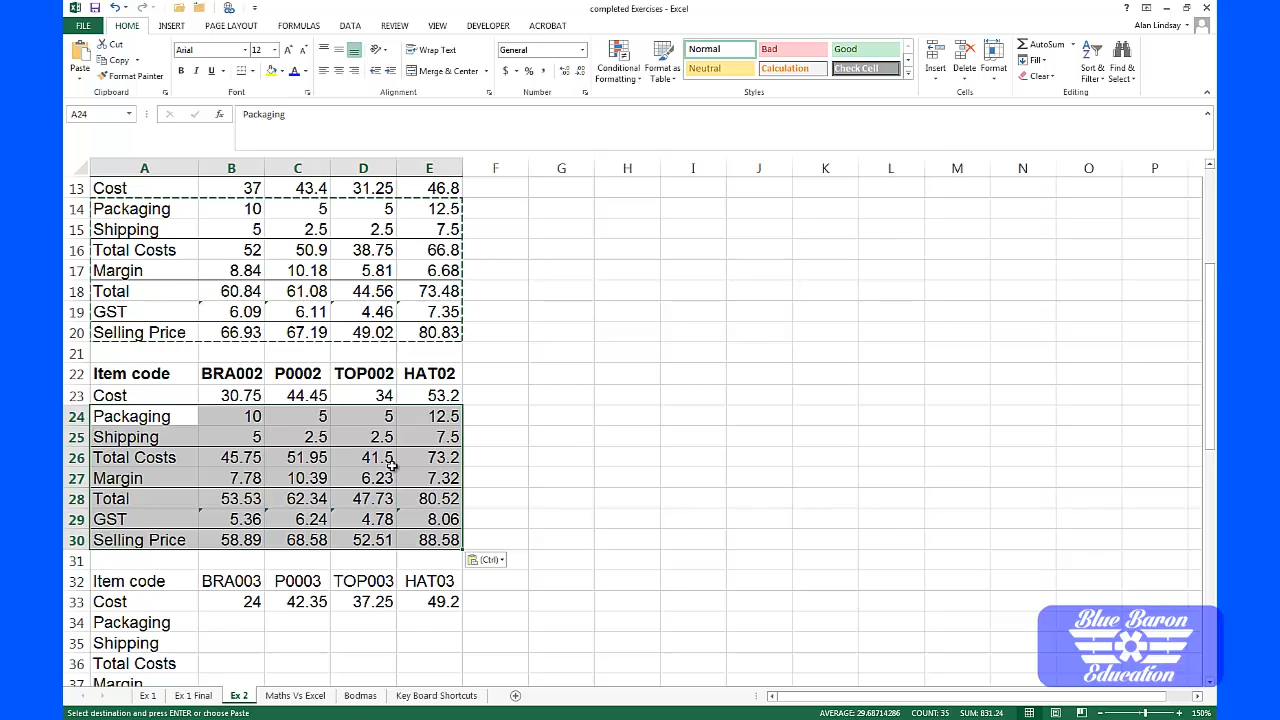 completed Exercises - Excel
FILE HOME INSERT PAGE LAYOUT FORMULAS DATA REVIEW VIEW DEVELOPER ACROBAT Alan Lindsay
Paste Cut Copy Format Painter Clipboard
Arial 12 B I U Font
Wrap Text Merge & Center Alignment
General $ % , Number
Conditional Formatting Format as Table Normal Bad Good Neutral Calculation Check Cell Styles
Insert Delete Format Cells
AutoSum Fill Clear Sort & Filter Find & Select Editing
A24 fx Packaging
A B C D E F G H I J K L M N O P
13 Cost 37 43.4 31.25 46.8
14 Packaging 10 5 5 12.5
15 Shipping 5 2.5 2.5 7.5
16 Total Costs 52 50.9 38.75 66.8
17 Margin 8.84 10.18 5.81 6.68
18 Total 60.84 61.08 44.56 73.48
19 GST 6.09 6.11 4.46 7.35
20 Selling Price 66.93 67.19 49.02 80.83
21
22 Item code BRA002 P0002 TOP002 HAT02
23 Cost 30.75 44.45 34 53.2
24 Packaging 10 5 5 12.5
25 Shipping 5 2.5 2.5 7.5
26 Total Costs 45.75 51.95 41.5 73.2
27 Margin 7.78 10.39 6.23 7.32
28 Total 53.53 62.34 47.73 80.52
29 GST 5.36 6.24 4.78 8.06
30 Selling Price 58.89 68.58 52.51 88.58
31 (Ctrl)
32 Item code BRA003 P0003 TOP003 HAT03
33 Cost 24 42.35 37.25 49.2
34 Packaging
35 Shipping
36 Total Costs
37 Margin
Blue Baron
Education
Ex 1 Ex 1 Final Ex 2 Maths Vs Excel Bodmas Key Board Shortcuts
Select destination and press ENTER or choose Paste AVERAGE: 29.68714286 COUNT: 35 SUM: 831.24 150%